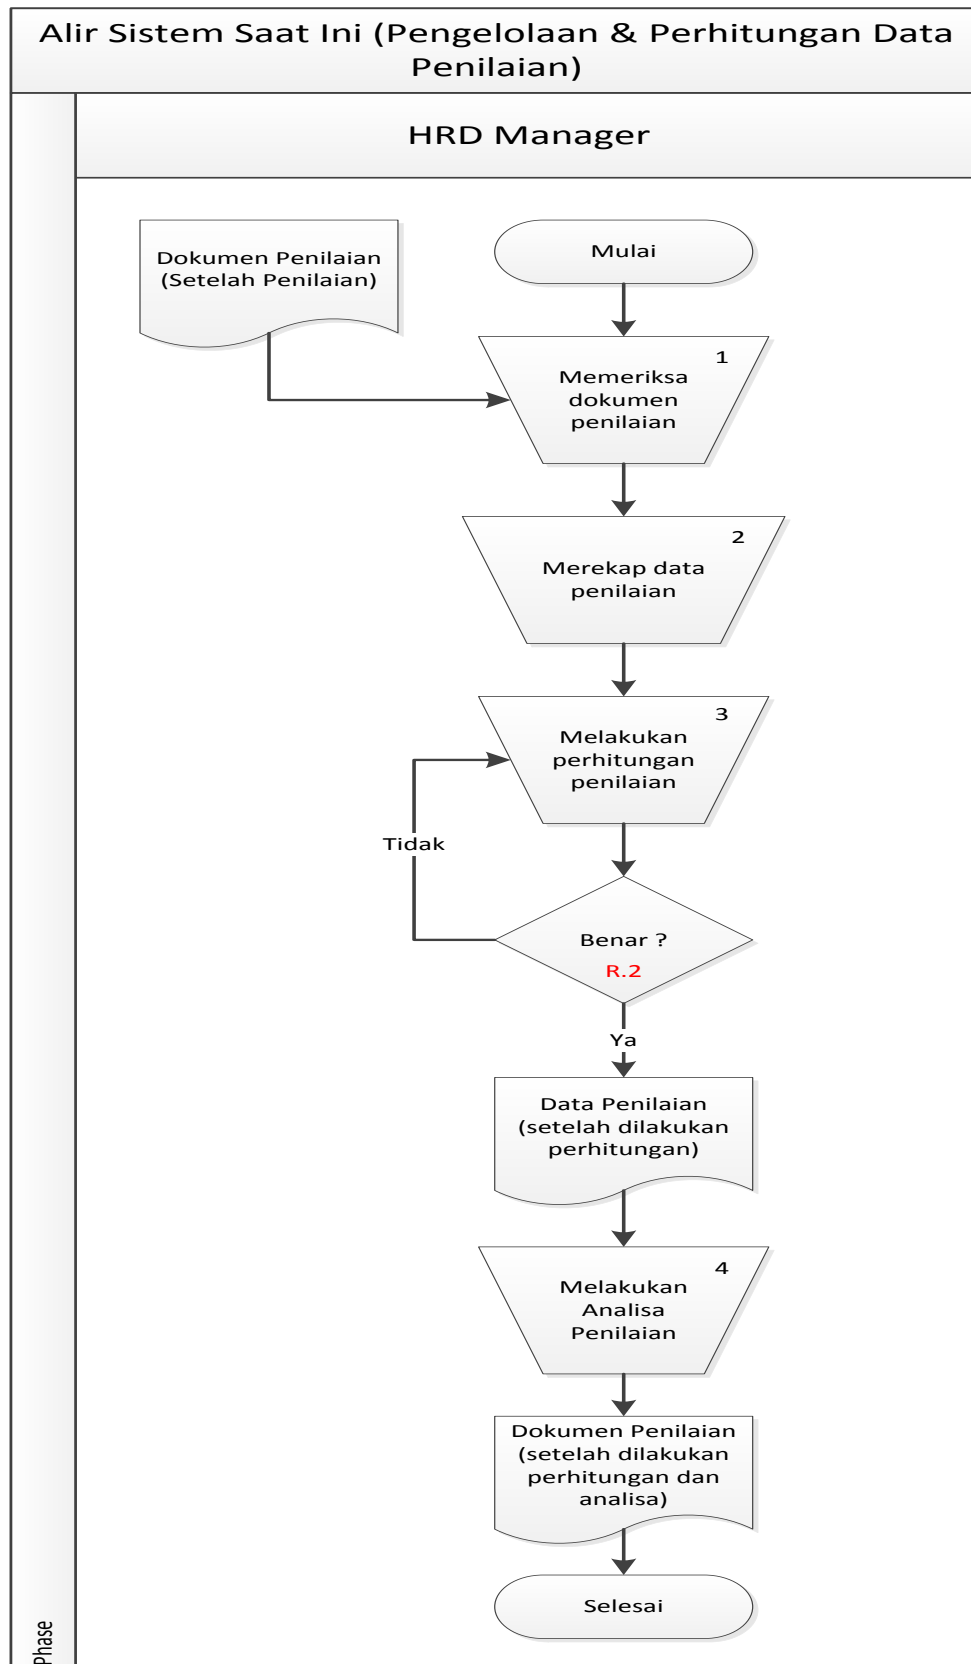 Alir Sistem Saat Ini (Pengelolaan & Perhitungan Data
Penilaian)
HRD Manager
Dokumen Penilaian
(Setelah Penilaian)
Mulai
1
Memeriksa
dokumen
penilaian
2
Merekap data
penilaian
3
Melakukan
perhitungan
penilaian
Tidak
Benar ?
R.2
Ya
Data Penilaian
(setelah dilakukan
perhitungan)
4
Melakukan
Analisa
Penilaian
Dokumen Penilaian
(setelah dilakukan
perhitungan dan
analisa)
Selesai
Phase